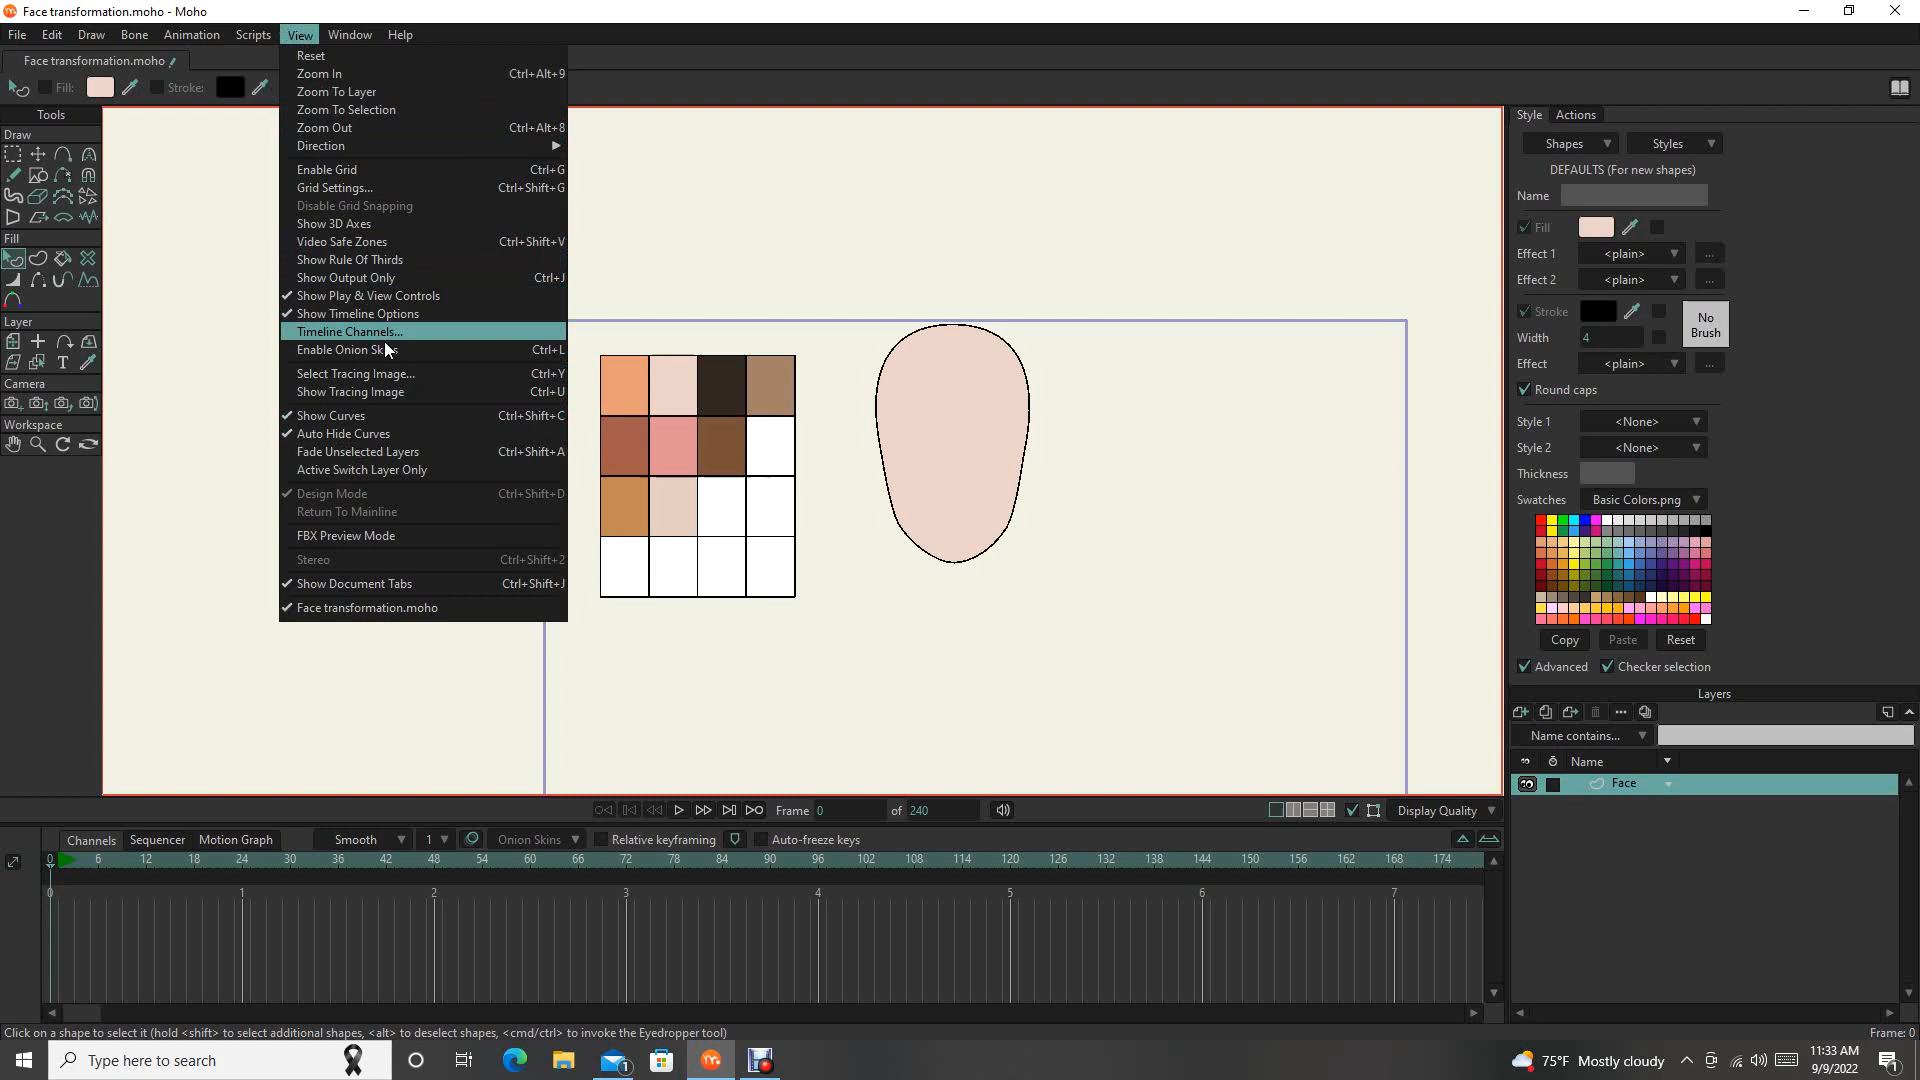 Face transformation.moho - Moho
File Edit Draw Bone Animation Scripts View Window Help
Face transformation.moho
Fill: Stroke:
Reset
Zoom In Ctrl+Alt+9
Zoom To Layer
Zoom To Selection
Zoom Out Ctrl+Alt+8
Direction
Enable Grid Ctrl+G
Grid Settings... Ctrl+Shift+G
Disable Grid Snapping
Show 3D Axes
Video Safe Zones Ctrl+Shift+V
Show Rule Of Thirds
Show Output Only Ctrl+J
Show Play & View Controls
Show Timeline Options
Timeline Channels...
Enable Onion Skins Ctrl+L
Select Tracing Image... Ctrl+Y
Show Tracing Image Ctrl+U
Show Curves Ctrl+Shift+C
Auto Hide Curves
Fade Unselected Layers Ctrl+Shift+A
Active Switch Layer Only
Design Mode Ctrl+Shift+D
Return To Mainline
FBX Preview Mode
Stereo Ctrl+Shift+2
Show Document Tabs Ctrl+Shift+J
Face transformation.moho
Tools
Draw
Fill
Layer
T
Camera
Workspace
Style Actions
Shapes Styles
DEFAULTS (For new shapes)
Name
Fill
Effect 1 <plain> ...
Effect 2 <plain> ...
Stroke
No
Brush
Width 4
Effect <plain> ...
Round caps
Style 1 <None>
Style 2 <None>
Thickness
Swatches Basic Colors.png
Copy Paste Reset
Advanced Checker selection
Layers
Name contains...
Name
Face
Frame 0 of 240 Display Quality
Channels Sequencer Motion Graph Smooth 1 Onion Skins Relative keyframing Auto-freeze keys
0 6 12 18 24 30 36 42 48 54 60 66 72 78 84 90 96 102 108 114 120 126 132 138 144 150 156 162 168 174
0 1 2 3 4 5 6 7
Click on a shape to select it (hold <shift> to select additional shapes, <alt> to deselect shapes, <cmd/ctrl> to invoke the Eyedropper tool) Frame: 0
Type here to search
1
75°F Mostly cloudy
11:33 AM
9/9/2022
1